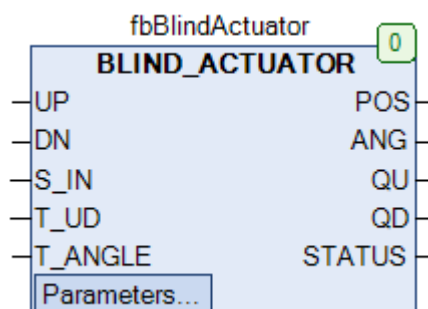 fbBlindActuator
0
BLIND_ACTUATOR
UP POS
DN ANG
S_IN QU
T_UD QD
T_ANGLE STATUS
Parameters...